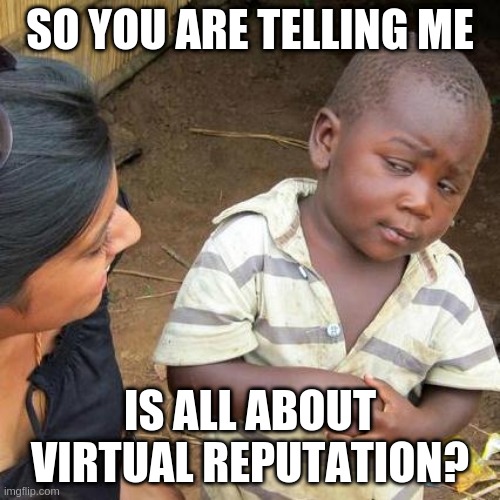 SO YOU ARE TELLING ME
IS ALL ABOUT
VIRTUAL REPUTATION?
imgflip.com